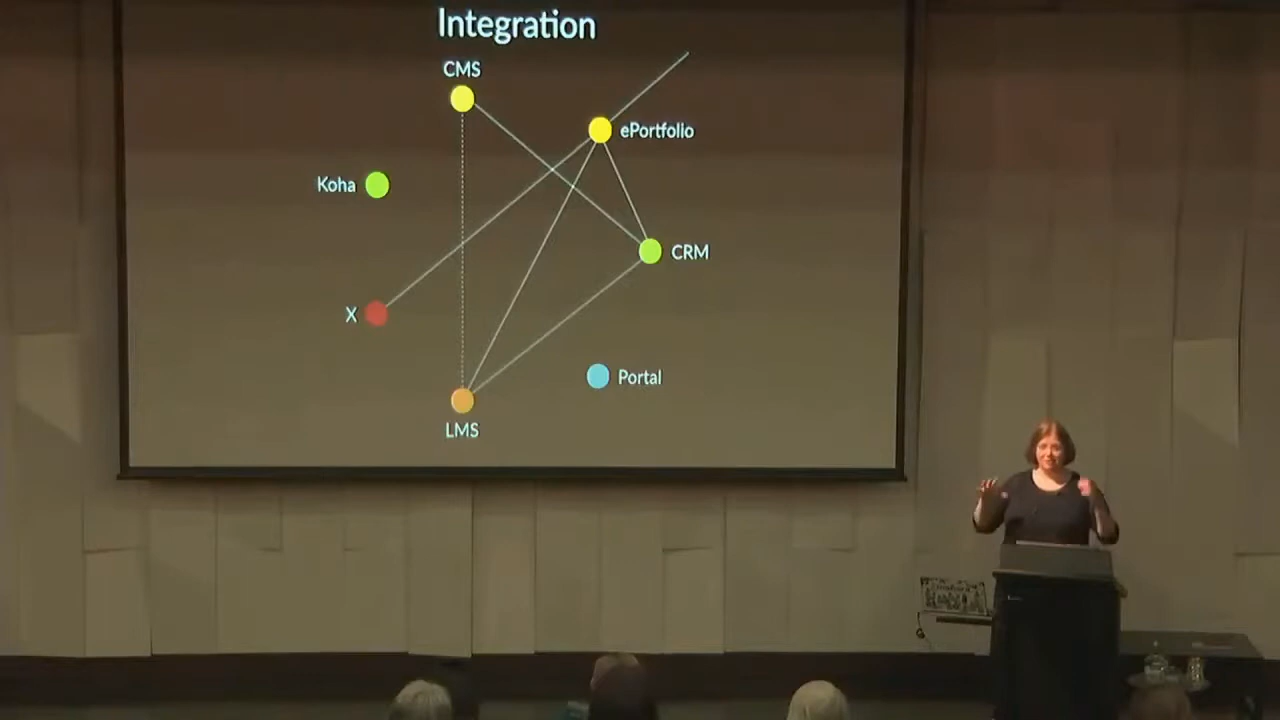 Integration
CMS
ePortfolio
Koha
CRM
X
Portal
LMS